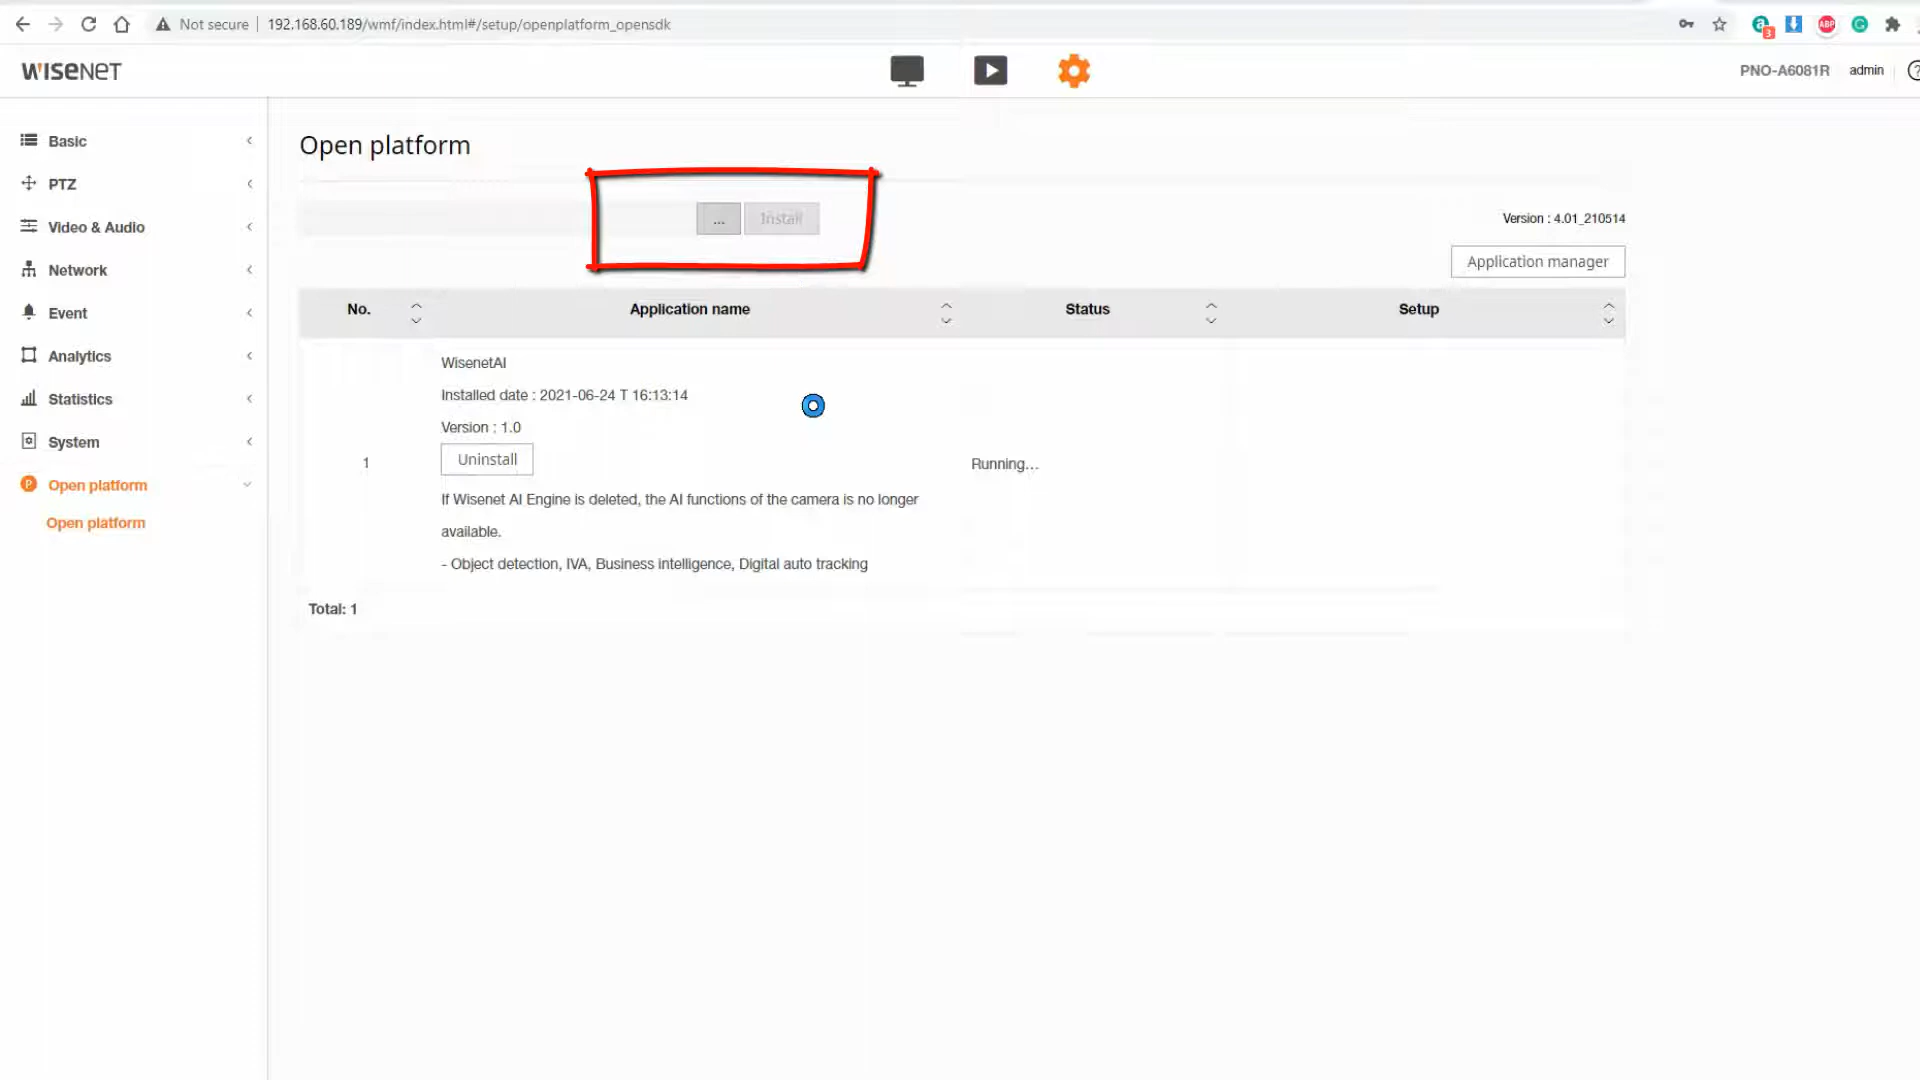 Not secure
192.168.60.189/wmf/index.html#/setup/openplatform_opensdk
3
ABP
WISENET
PNO-A6081R
admin
?
Basic
PTZ
Video & Audio
Network
Event
Analytics
Statistics
System
P
Open platform
Open platform
Open platform
...
Install
Version : 4.01_210514
Application manager
No.
Application name
Status
Setup
1
WisenetAI
Installed date : 2021-06-24 T 16:13:14
Version : 1.0
Uninstall
If Wisenet AI Engine is deleted, the AI functions of the camera is no longer
available.
- Object detection, IVA, Business intelligence, Digital auto tracking
Running...
Total: 1